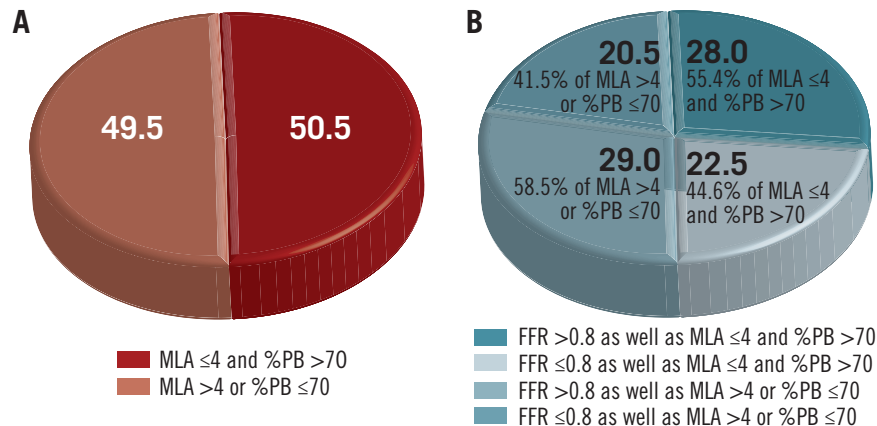 A
49.5
50.5
MLA ≤4 and %PB >70
MLA >4 or %PB ≤70
B
20.5
41.5% of MLA >4
or %PB ≤70
28.0
55.4% of MLA ≤4
and %PB >70
29.0
58.5% of MLA >4
or %PB ≤70
22.5
44.6% of MLA ≤4
and %PB >70
FFR >0.8 as well as MLA ≤4 and %PB >70
FFR ≤0.8 as well as MLA ≤4 and %PB >70
FFR >0.8 as well as MLA >4 or %PB ≤70
FFR ≤0.8 as well as MLA >4 or %PB ≤70